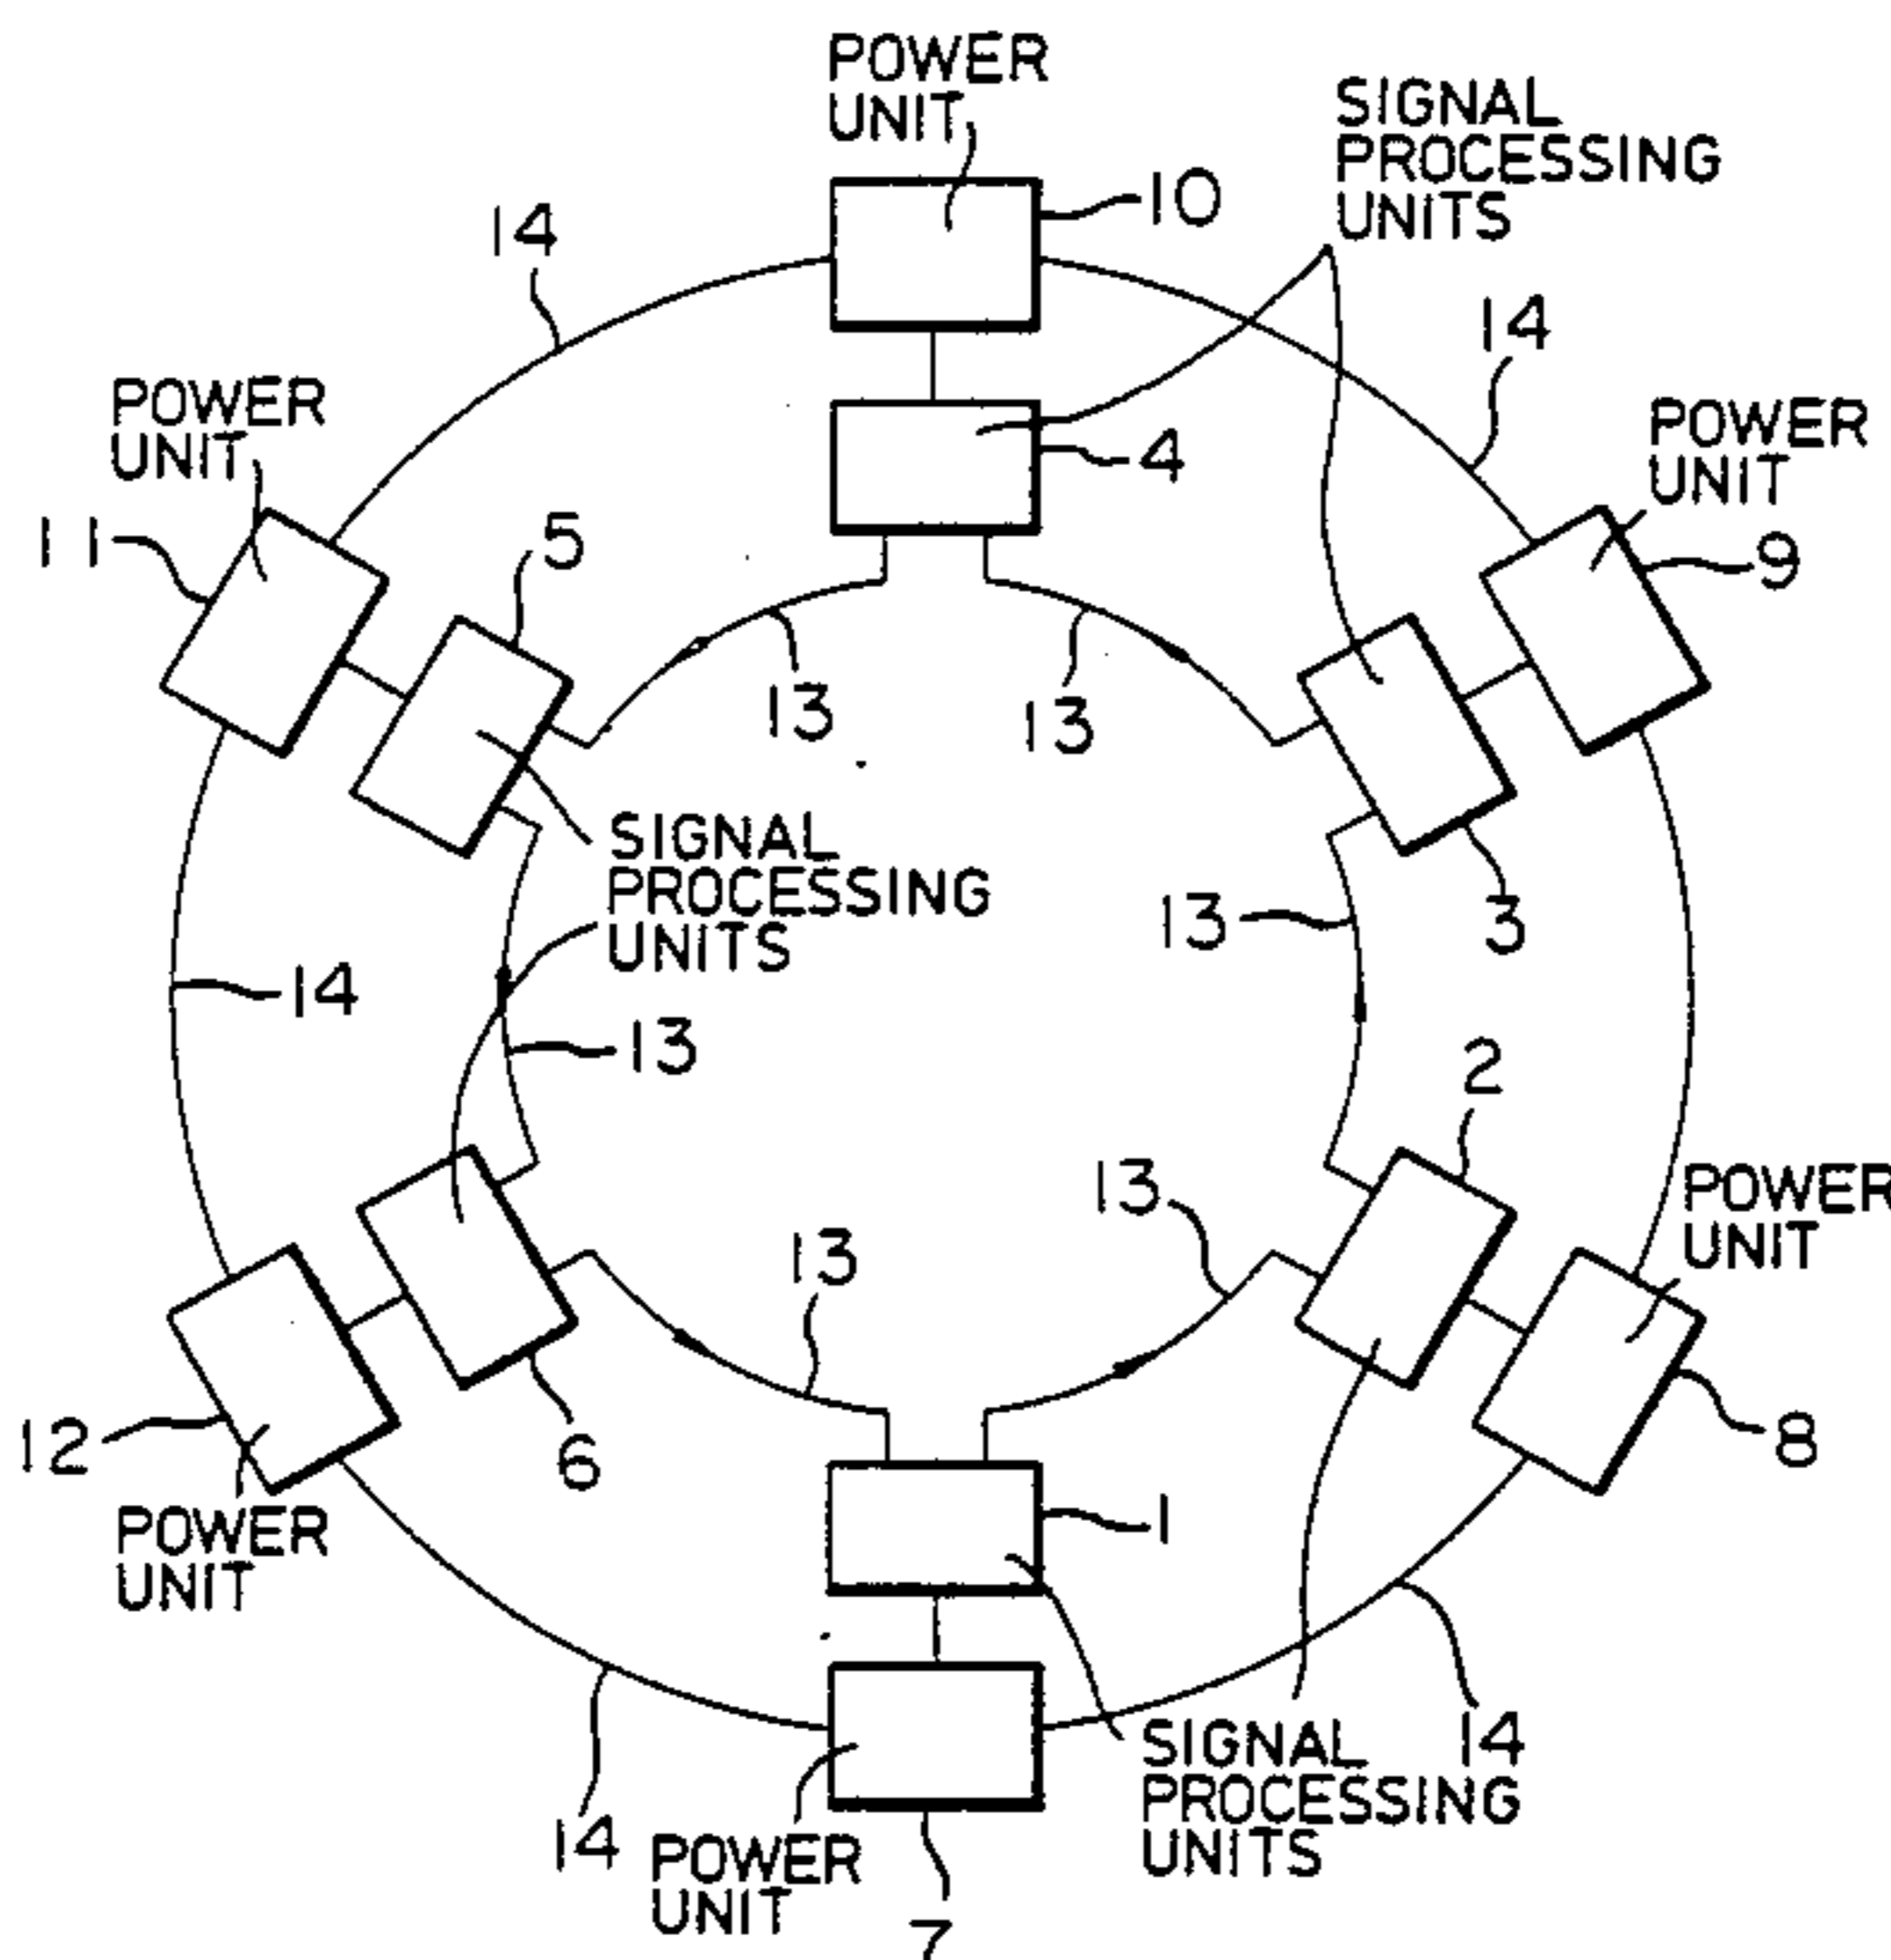 POWER
UNIT
SIGNAL
PROCESSING
UNITS
10
14
14
POWER
UNIT
POWER
UNIT
4
11
5
9
13
13
SIGNAL
PROCESSING
UNITS
13
3
14
13
2
13
POWER
UNIT
13
12
6
8
POWER
UNIT
1
SIGNAL
PROCESSING
UNITS
14
14
POWER
UNIT
7